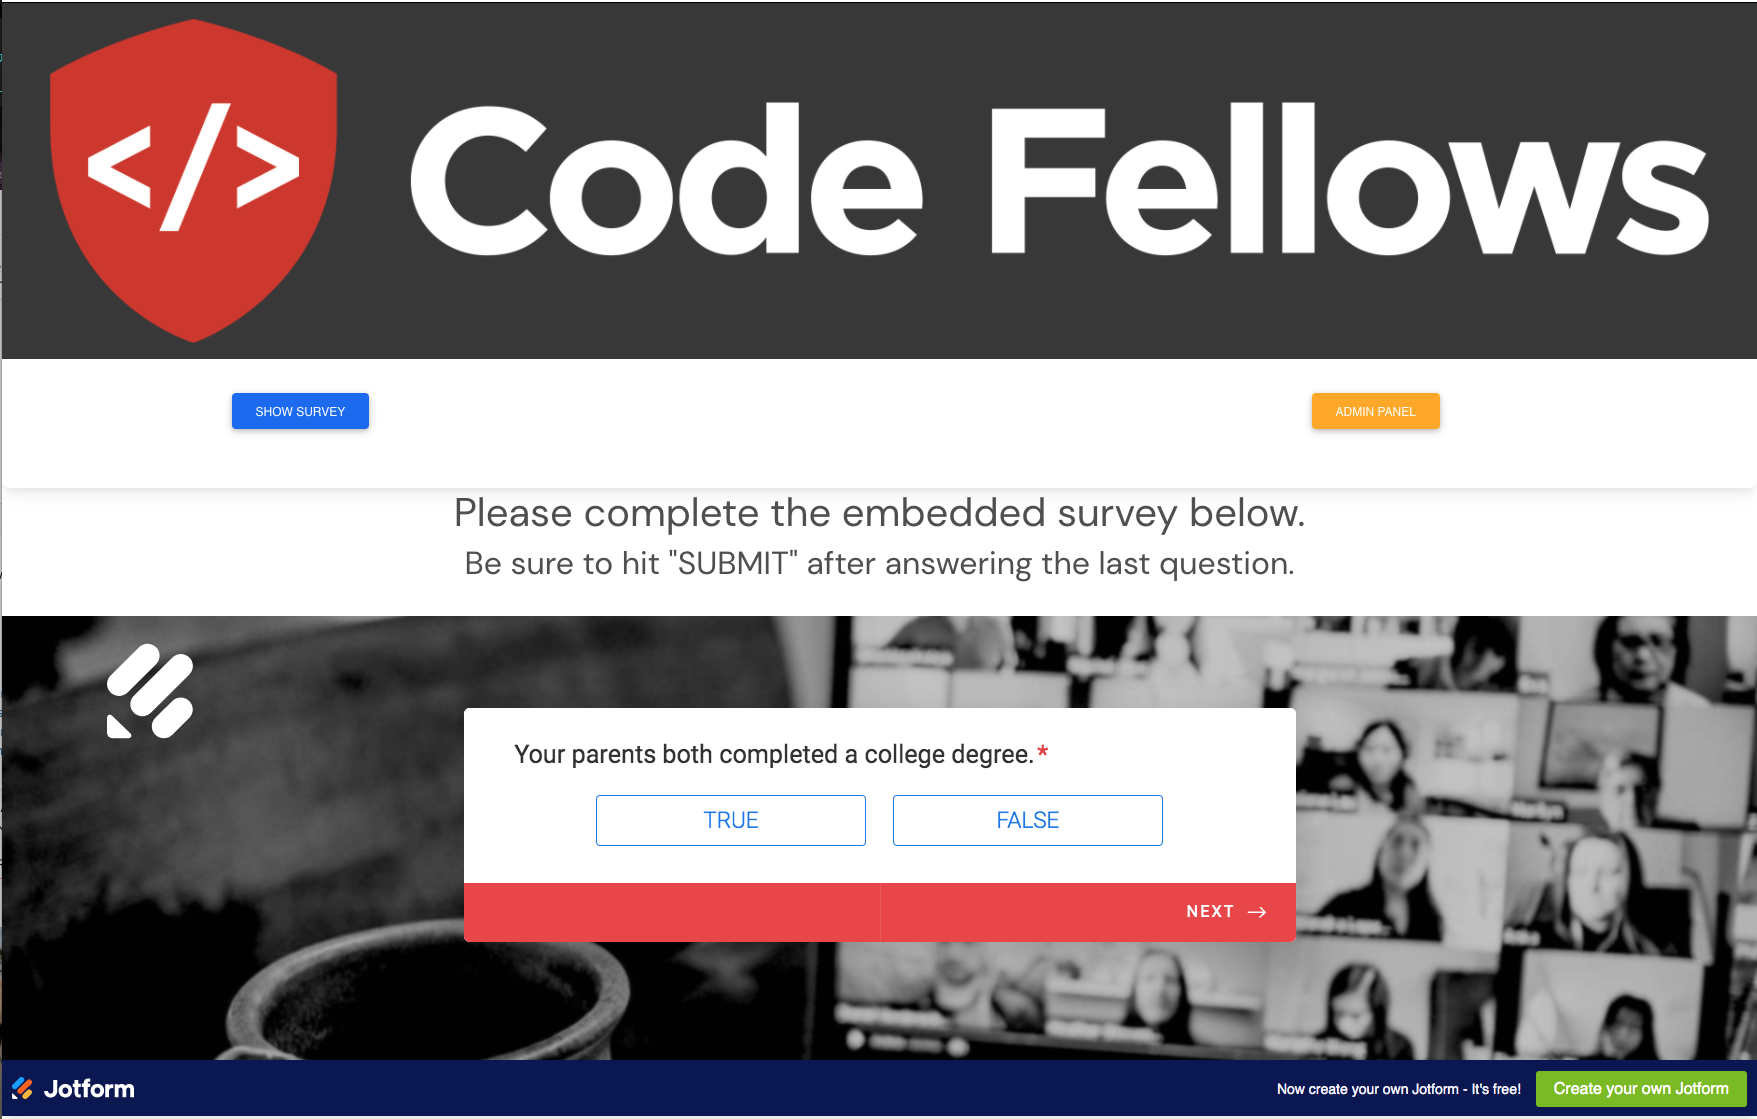 </> Code Fellows
SHOW SURVEY
ADMIN PANEL
Please complete the embedded survey below.
Be sure to hit "SUBMIT" after answering the last question.
Your parents both completed a college degree.*
TRUE
FALSE
NEXT →
Jotform
Now create your own Jotform - It's free!
Create your own Jotform